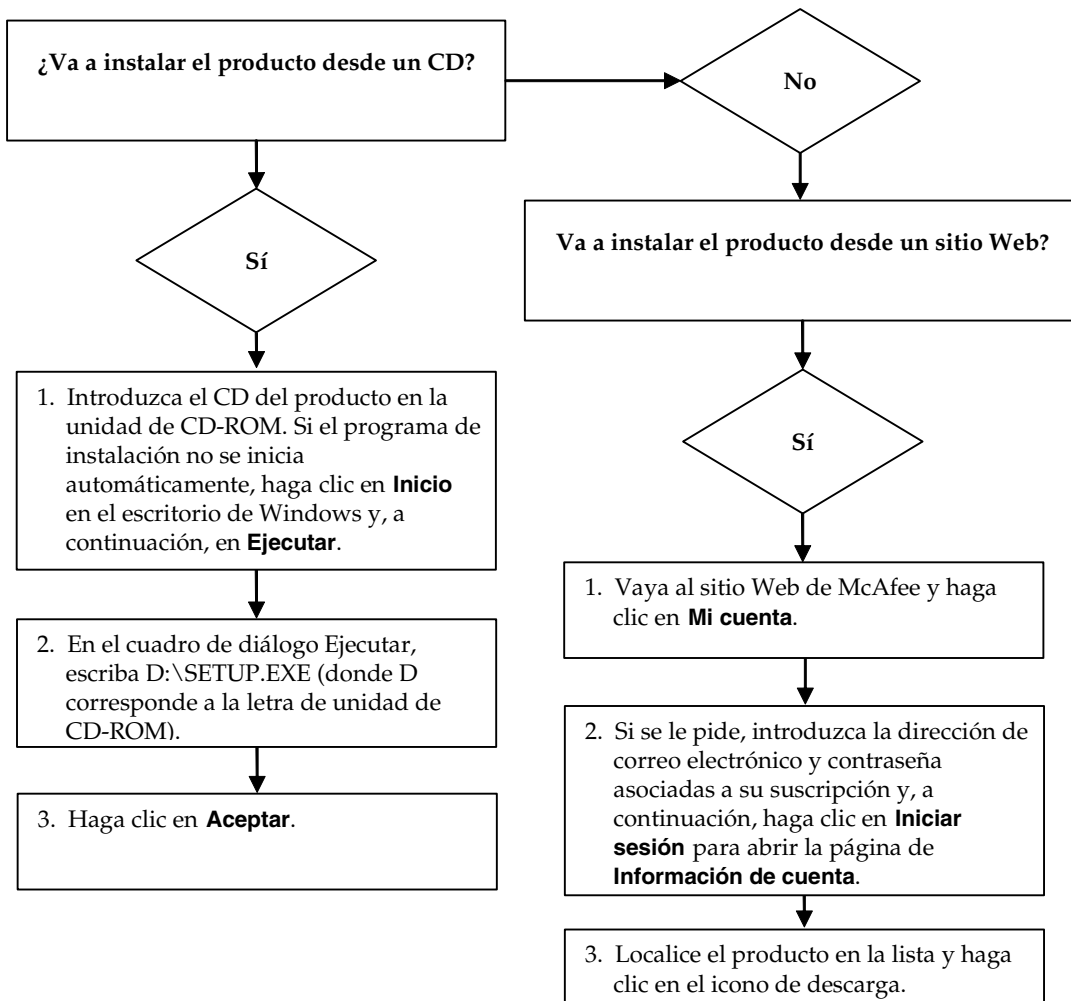 ¿Va a instalar el producto desde un CD?
No
Sí
Va a instalar el producto desde un sitio Web?
1. Introduzca el CD del producto en la
unidad de CD-ROM. Si el programa de
instalación no se inicia
automáticamente, haga clic en Inicio
en el escritorio de Windows y, a
continuación, en Ejecutar.
2. En el cuadro de diálogo Ejecutar,
escriba D:\SETUP.EXE (donde D
corresponde a la letra de unidad de
CD-ROM).
3. Haga clic en Aceptar.
Sí
1. Vaya al sitio Web de McAfee y haga
clic en Mi cuenta.
2. Si se le pide, introduzca la dirección de
correo electrónico y contraseña
asociadas a su suscripción y, a
continuación, haga clic en Iniciar
sesión para abrir la página de
Información de cuenta.
3. Localice el producto en la lista y haga
clic en el icono de descarga.